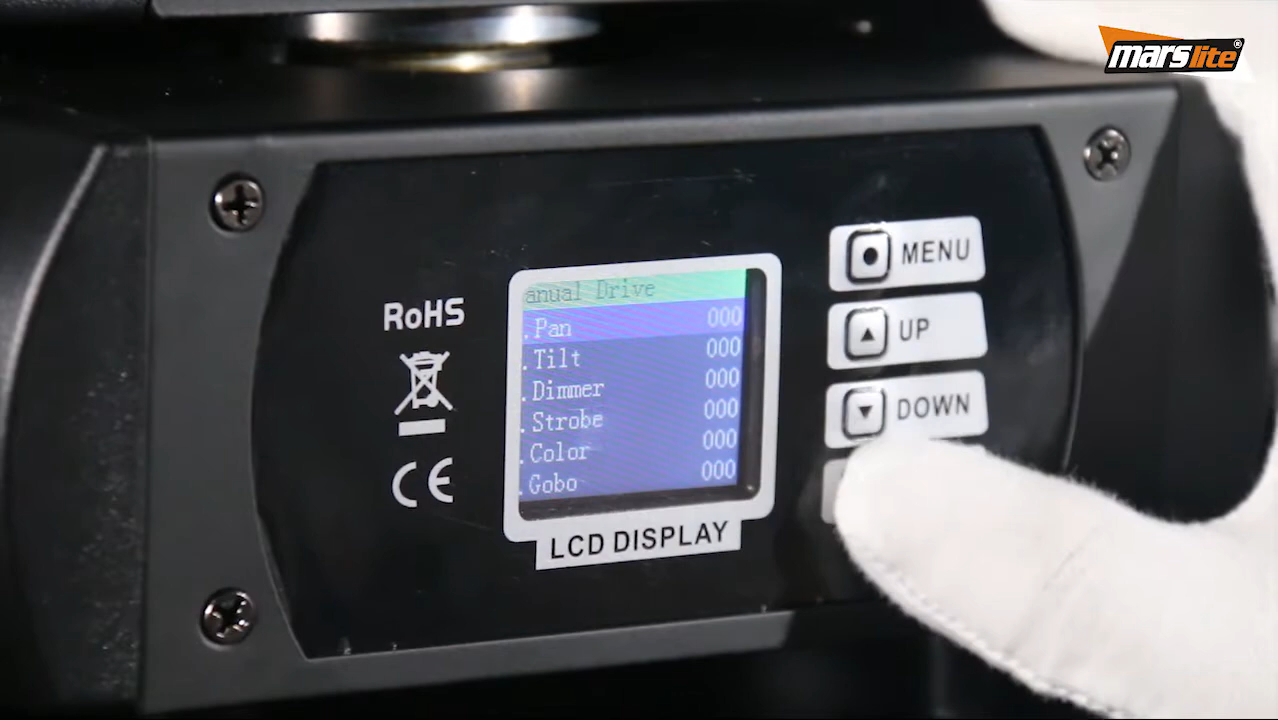 marslite®
RoHS
CE
anual Drive
.Pan 000
.Tilt 000
.Dimmer 000
.Strobe 000
.Color 000
.Gobo 000
LCD DISPLAY
MENU
UP
DOWN